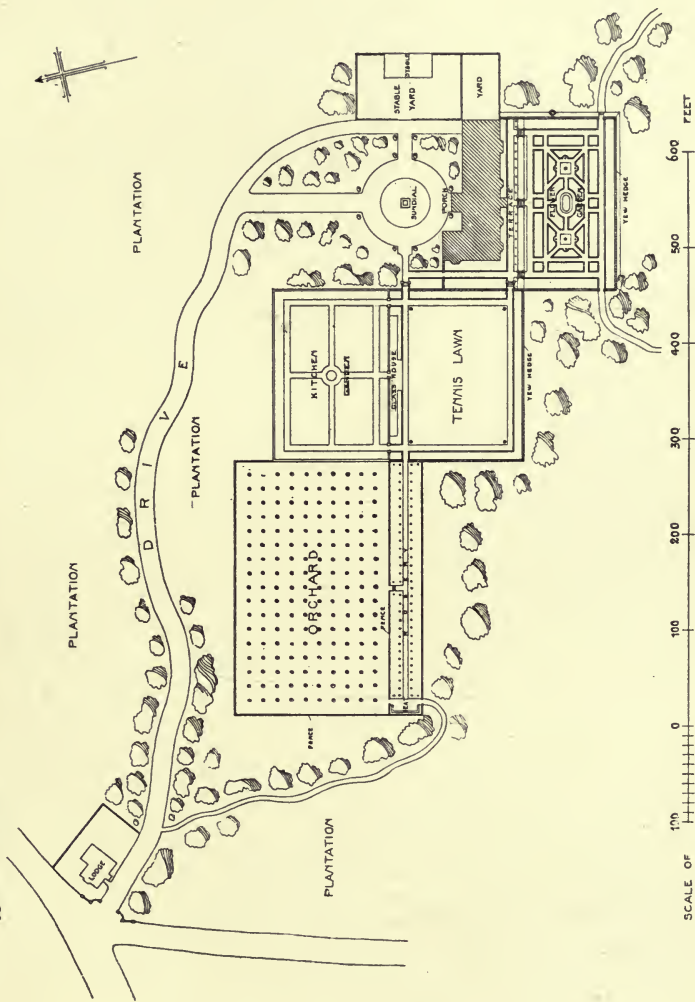 PLANTATION
PLANTATION
PLANTATION
PLANTATION
DRIVE
LODGE
STABLE
STABLE
YARD
YARD
SUNDIAL
PORCH
TERRACE
FLOWER
GARDEN
YEW HEDGE
YEW HEDGE
KITCHEN
GARDEN
GLASS HOUSE
TENNIS LAWN
ORCHARD
FENCE
FENCE
SCALE OF
100 0 100 200 300 400 500 600 FEET